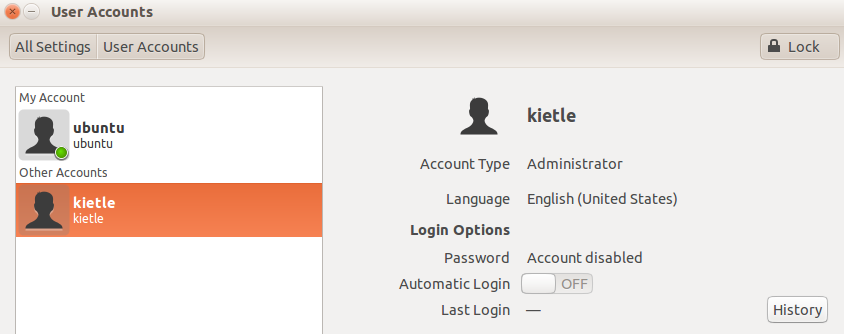 User Accounts
All Settings User Accounts Lock
My Account
ubuntu
ubuntu
Other Accounts
kietle
kietle
kietle
Account Type Administrator
Language English (United States)
Login Options
Password Account disabled
Automatic Login OFF
Last Login — History